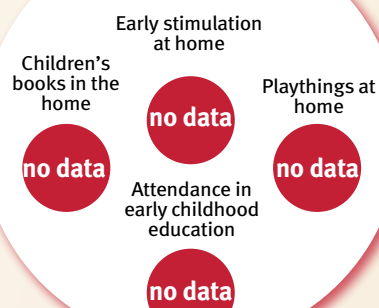 Early stimulation
at home
no data
Children’s
books in the
home
no data
Playthings at
home
no data
Attendance in
early childhood
education
no data